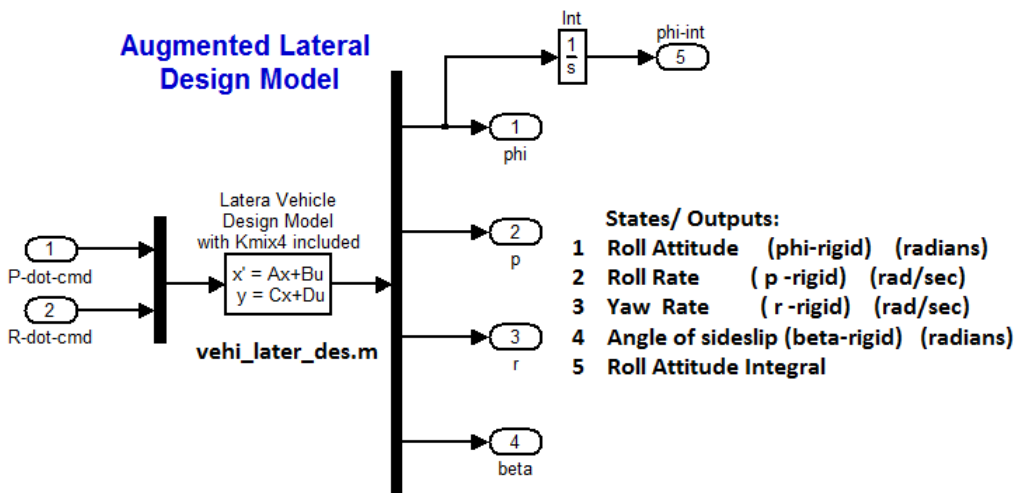 Augmented Lateral
Design Model
Int
1
s
phi-int
5
1
phi
Latera Vehicle
Design Model
with Kmix4 included
1
P-dot-cmd
2
R-dot-cmd
x' = Ax+Bu
y = Cx+Du
vehi_later_des.m
2
p
3
r
4
beta
States/ Outputs:
1 Roll Attitude (phi-rigid) (radians)
2 Roll Rate ( p -rigid) (rad/sec)
3 Yaw Rate ( r -rigid) (rad/sec)
4 Angle of sideslip (beta-rigid) (radians)
5 Roll Attitude Integral